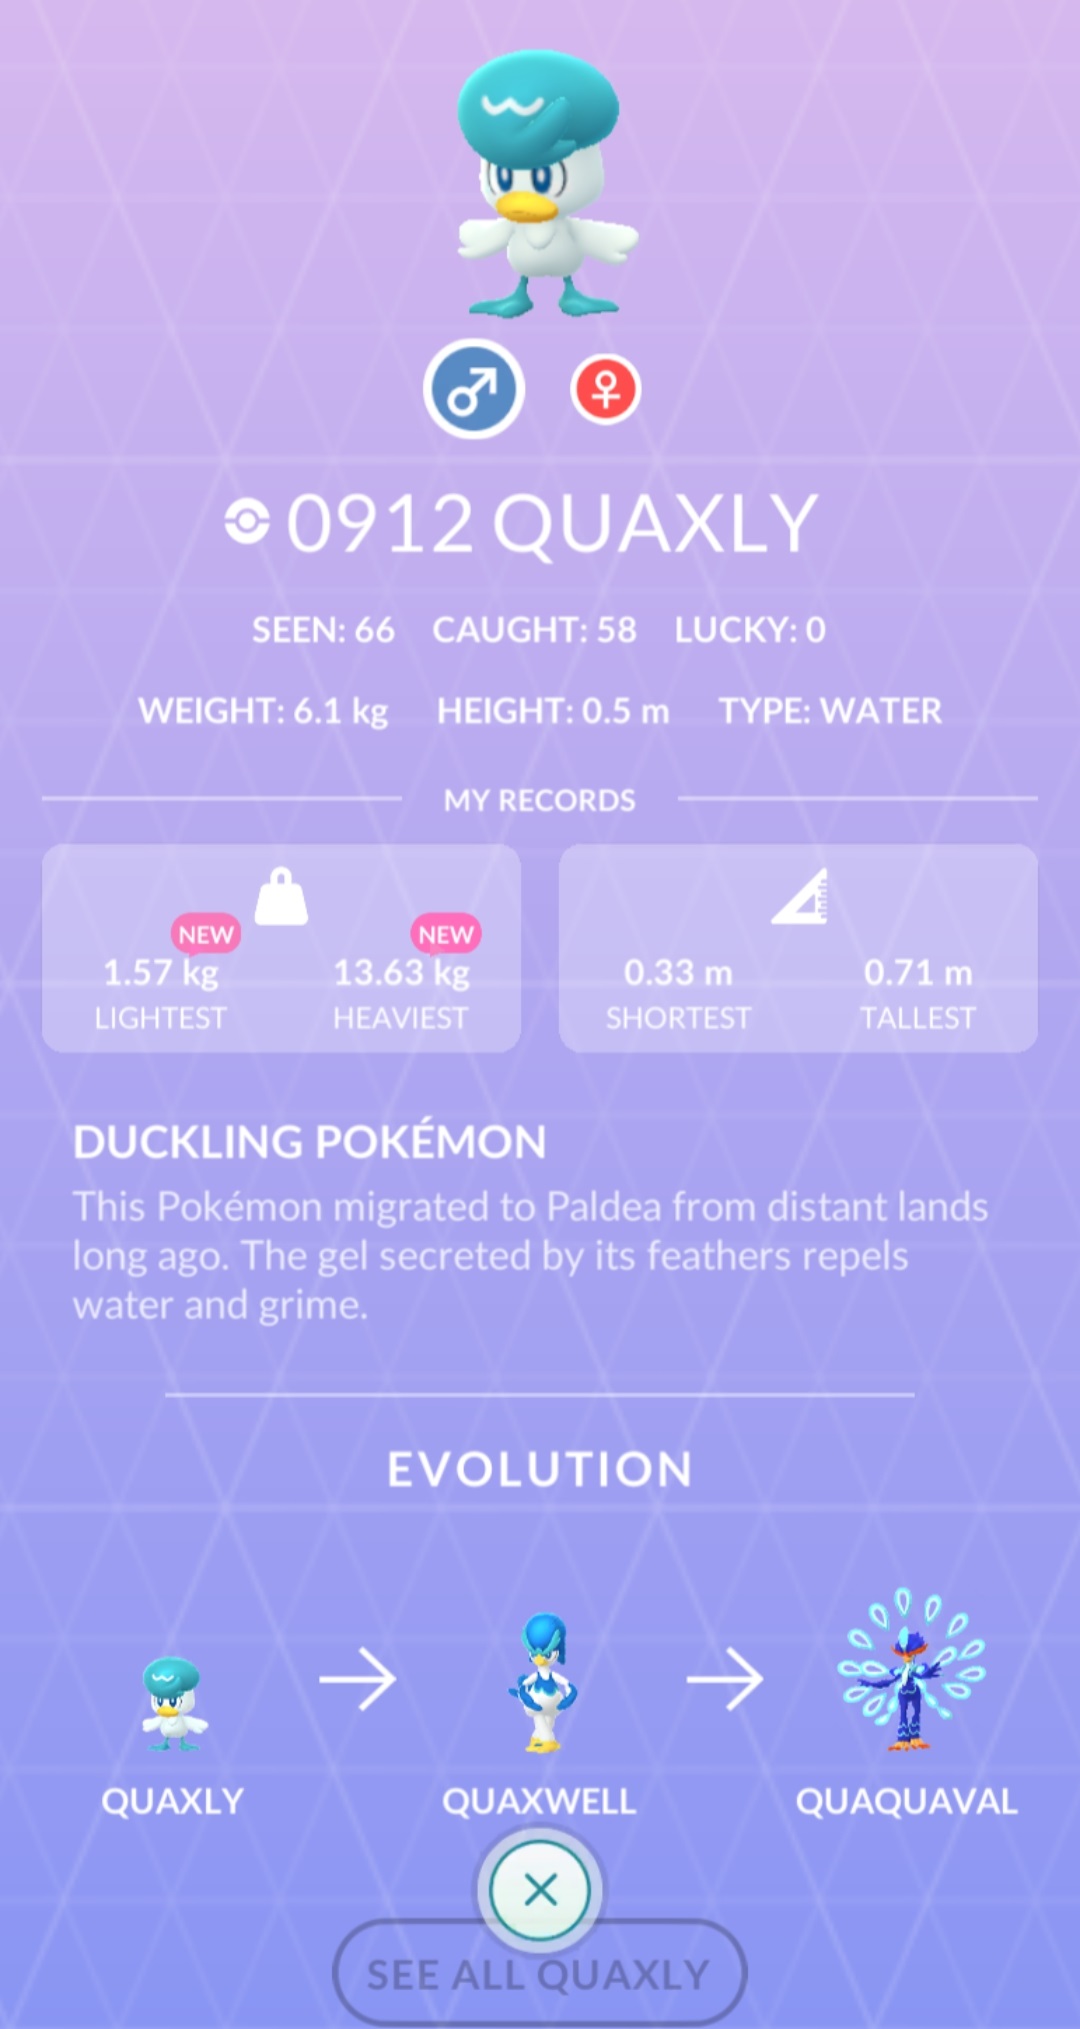 0912 QUAXLY
SEEN: 66 CAUGHT: 58 LUCKY: 0
WEIGHT: 6.1 kg HEIGHT: 0.5 m TYPE: WATER
MY RECORDS
NEW NEW
1.57 kg 13.63 kg 0.33 m 0.71 m
LIGHTEST HEAVIEST SHORTEST TALLEST
DUCKLING POKÉMON
This Pokémon migrated to Paldea from distant lands
long ago. The gel secreted by its feathers repels
water and grime.
EVOLUTION
QUAXLY QUAXWELL QUAQUAVAL
SEE ALL QUAXLY